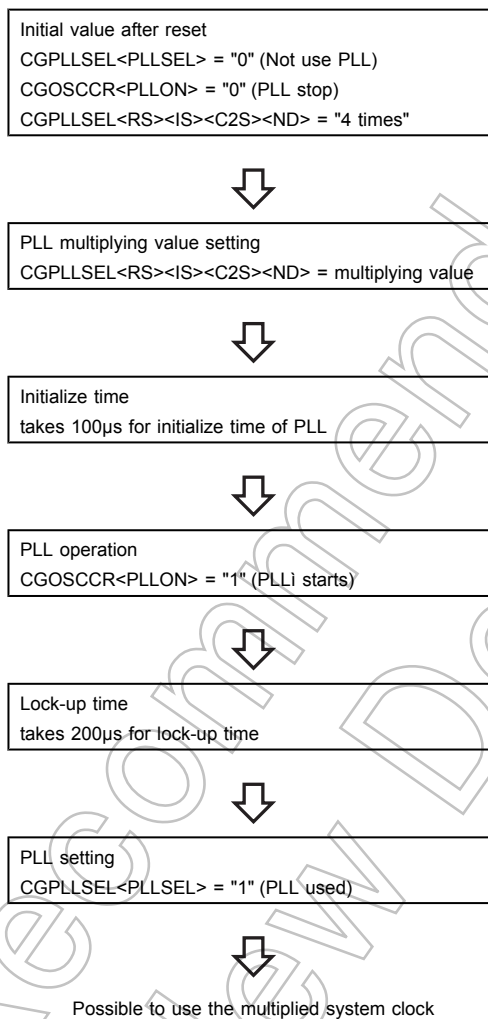 Initial value after reset
CGPLLSEL<PLLSEL> = "0" (Not use PLL)
CGOSCCR<PLLON> = "0" (PLL stop)
CGPLLSEL<RS><IS><C2S><ND> = "4 times"
PLL multiplying value setting
CGPLLSEL<RS><IS><C2S><ND> = multiplying value
Initialize time
takes 100µs for initialize time of PLL
PLL operation
CGOSCCR<PLLON> = "1" (PLLì starts)
Lock-up time
takes 200µs for lock-up time
PLL setting
CGPLLSEL<PLLSEL> = "1" (PLL used)
Possible to use the multiplied system clock